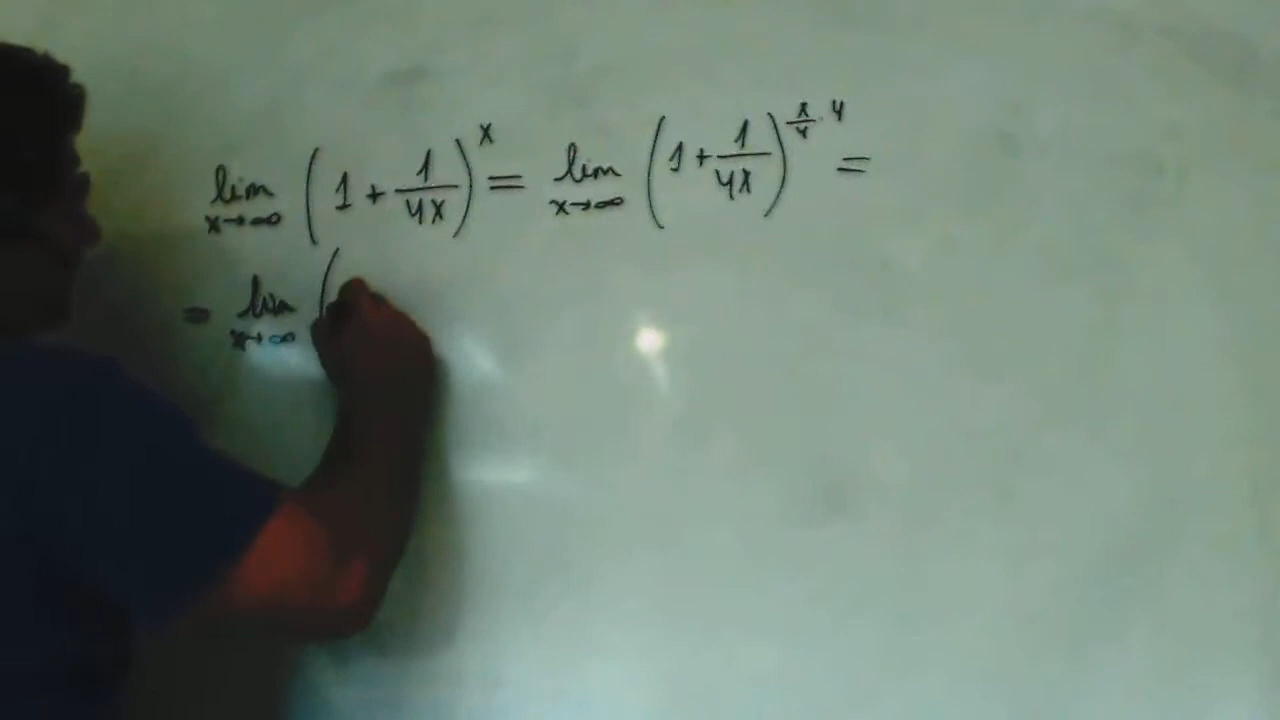 lim x→∞ (1 + 1/4x)^x = lim x→∞ (1 + 1/4x)^(x/4 · 4) =
= lim x→∞ (